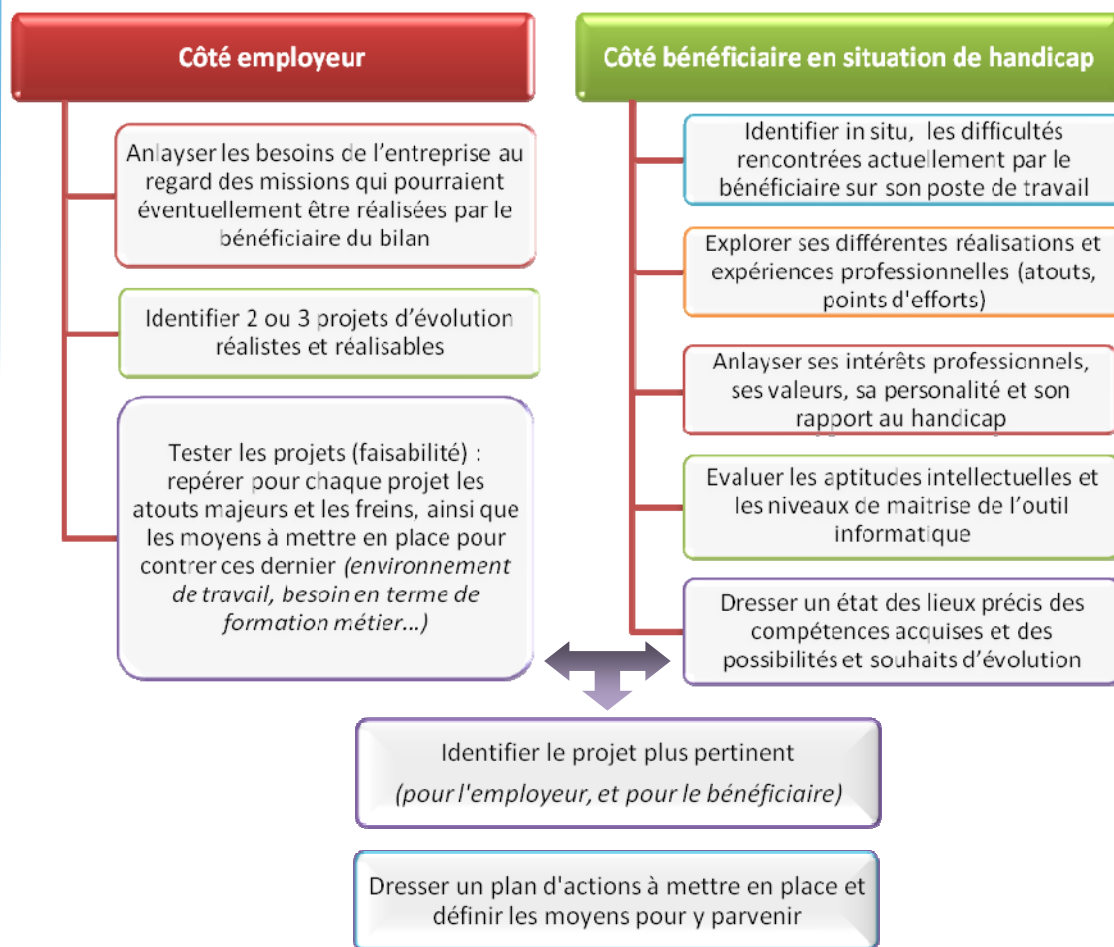 Côté employeur
Anlayser les besoins de l'entreprise au
regard des missions qui pourraient
éventuellement être réalisées par le
bénéficiaire du bilan
Identifier 2 ou 3 projets d'évolution
réalistes et réalisables
Tester les projets (faisabilité) :
repérer pour chaque projet les
atouts majeurs et les freins, ainsi que
les moyens à mettre en place pour
contrer ces dernier (environnement
de travail, besoin en terme de
formation métier...)
Côté bénéficiaire en situation de handicap
Identifier in situ, les difficultés
rencontrées actuellement par le
bénéficiaire sur son poste de travail
Explorer ses différentes réalisations et
expériences professionnelles (atouts,
points d'efforts)
Anlayser ses intérêts professionnels,
ses valeurs, sa personalité et son
rapport au handicap
Evaluer les aptitudes intellectuelles et
les niveaux de maitrise de l'outil
informatique
Dresser un état des lieux précis des
compétences acquises et des
possibilités et souhaits d'évolution
Identifier le projet plus pertinent
(pour l'employeur, et pour le bénéficiaire)
Dresser un plan d'actions à mettre en place et
définir les moyens pour y parvenir